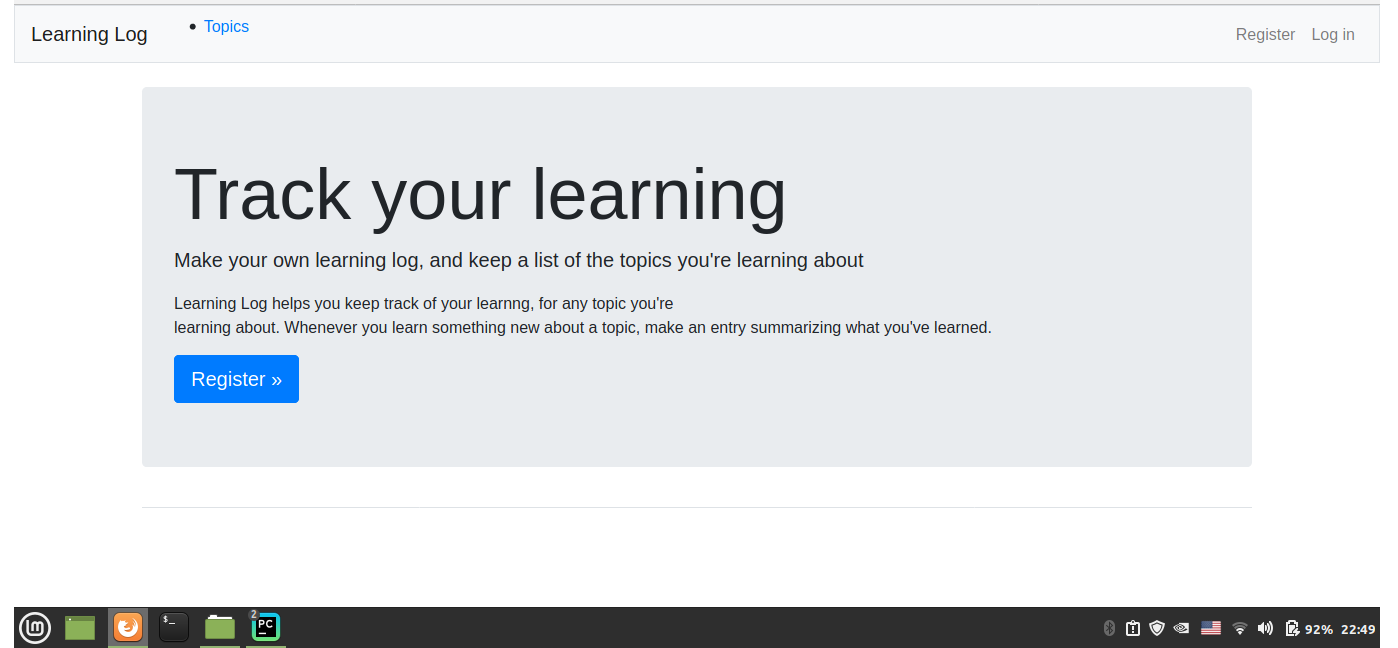 Learning Log
Topics
Register
Log in
Track your learning
Make your own learning log, and keep a list of the topics you're learning about
Learning Log helps you keep track of your learnng, for any topic you're
learning about. Whenever you learn something new about a topic, make an entry summarizing what you've learned.
Register »
lm
$_
2
PC
92%
22:49